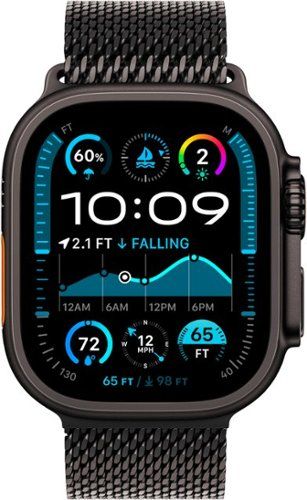 FT M
60% 2
10:09
2.1 FT ↓ FALLING
12AM 6AM 12PM 6PM
72 12 MPH 65 FT
40 130
65 FT / ↓ 98 FT